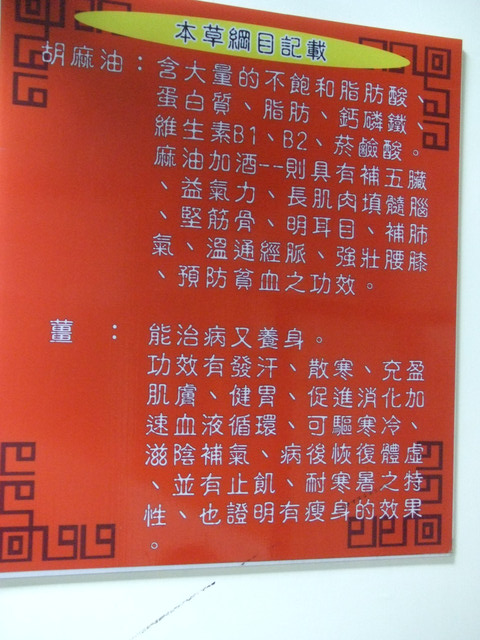 本草綱目記載
胡麻油：含大量的不飽和脂肪酸、
蛋白質、脂肪、鈣磷鐵、
維生素B1、B2、菸鹼酸。
麻油加酒--則具有補五臟
、益氣力、長肌肉填髓腦
、堅筋骨、明耳目、補肺
氣、溫通經脈、強壯腰膝
、預防貧血之功效。
薑：能治病又養身。
功效有發汗、散寒、充盈
肌膚、健胃、促進消化加
速血液循環、可驅寒冷、
滋陰補氣、病後恢復體虛
、並有止飢、耐寒暑之特
性、也證明有瘦身的效果
。